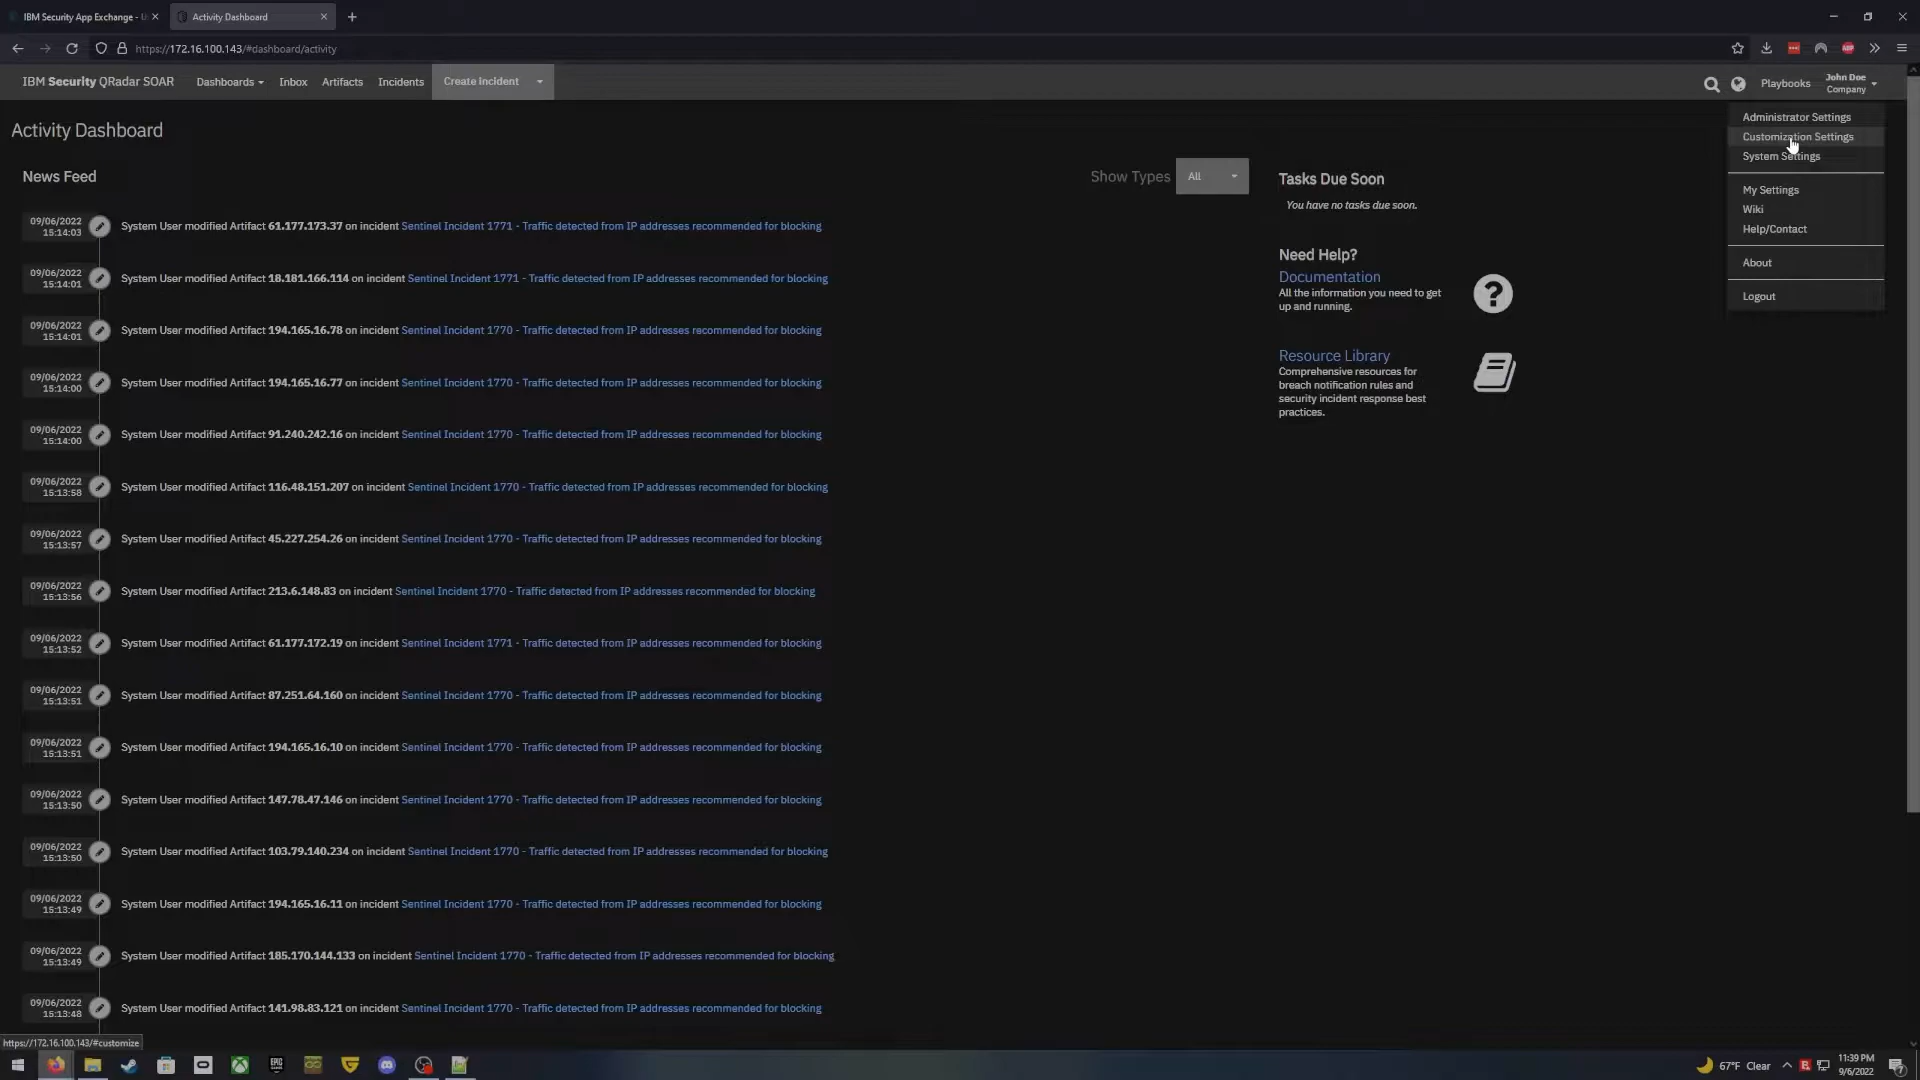 IBM Security App Exchange - U
Activity Dashboard
https://172.16.100.143/#dashboard/activity
IBM Security QRadar SOAR
Dashboards
Inbox
Artifacts
Incidents
Create Incident
Playbooks
John Doe
Company
Administrator Settings
Customization Settings
System Settings
My Settings
Wiki
Help/Contact
About
Logout
Activity Dashboard
News Feed
Show Types
All
09/06/2022
15:14:03
System User modified Artifact 61.177.173.37 on incident Sentinel Incident 1771 - Traffic detected from IP addresses recommended for blocking
09/06/2022
15:14:01
System User modified Artifact 18.181.166.114 on incident Sentinel Incident 1771 - Traffic detected from IP addresses recommended for blocking
09/06/2022
15:14:01
System User modified Artifact 194.165.16.78 on incident Sentinel Incident 1770 - Traffic detected from IP addresses recommended for blocking
09/06/2022
15:14:00
System User modified Artifact 194.165.16.77 on incident Sentinel Incident 1770 - Traffic detected from IP addresses recommended for blocking
09/06/2022
15:14:00
System User modified Artifact 91.240.242.16 on incident Sentinel Incident 1770 - Traffic detected from IP addresses recommended for blocking
09/06/2022
15:13:58
System User modified Artifact 116.48.151.207 on incident Sentinel Incident 1770 - Traffic detected from IP addresses recommended for blocking
09/06/2022
15:13:57
System User modified Artifact 45.227.254.26 on incident Sentinel Incident 1770 - Traffic detected from IP addresses recommended for blocking
09/06/2022
15:13:56
System User modified Artifact 213.6.148.83 on incident Sentinel Incident 1770 - Traffic detected from IP addresses recommended for blocking
09/06/2022
15:13:52
System User modified Artifact 61.177.172.19 on incident Sentinel Incident 1771 - Traffic detected from IP addresses recommended for blocking
09/06/2022
15:13:51
System User modified Artifact 87.251.64.160 on incident Sentinel Incident 1770 - Traffic detected from IP addresses recommended for blocking
09/06/2022
15:13:51
System User modified Artifact 194.165.16.10 on incident Sentinel Incident 1770 - Traffic detected from IP addresses recommended for blocking
09/06/2022
15:13:50
System User modified Artifact 147.78.47.146 on incident Sentinel Incident 1770 - Traffic detected from IP addresses recommended for blocking
09/06/2022
15:13:50
System User modified Artifact 103.79.140.234 on incident Sentinel Incident 1770 - Traffic detected from IP addresses recommended for blocking
09/06/2022
15:13:49
System User modified Artifact 194.165.16.11 on incident Sentinel Incident 1770 - Traffic detected from IP addresses recommended for blocking
09/06/2022
15:13:49
System User modified Artifact 185.170.144.133 on incident Sentinel Incident 1770 - Traffic detected from IP addresses recommended for blocking
09/06/2022
15:13:48
System User modified Artifact 141.98.83.121 on incident Sentinel Incident 1770 - Traffic detected from IP addresses recommended for blocking
Tasks Due Soon
You have no tasks due soon.
Need Help?
Documentation
All the information you need to get
up and running.
?
Resource Library
Comprehensive resources for
breach notification rules and
security incident response best
practices.
https://172.16.100.143/#customize
67°F Clear
11:39 PM
9/6/2022